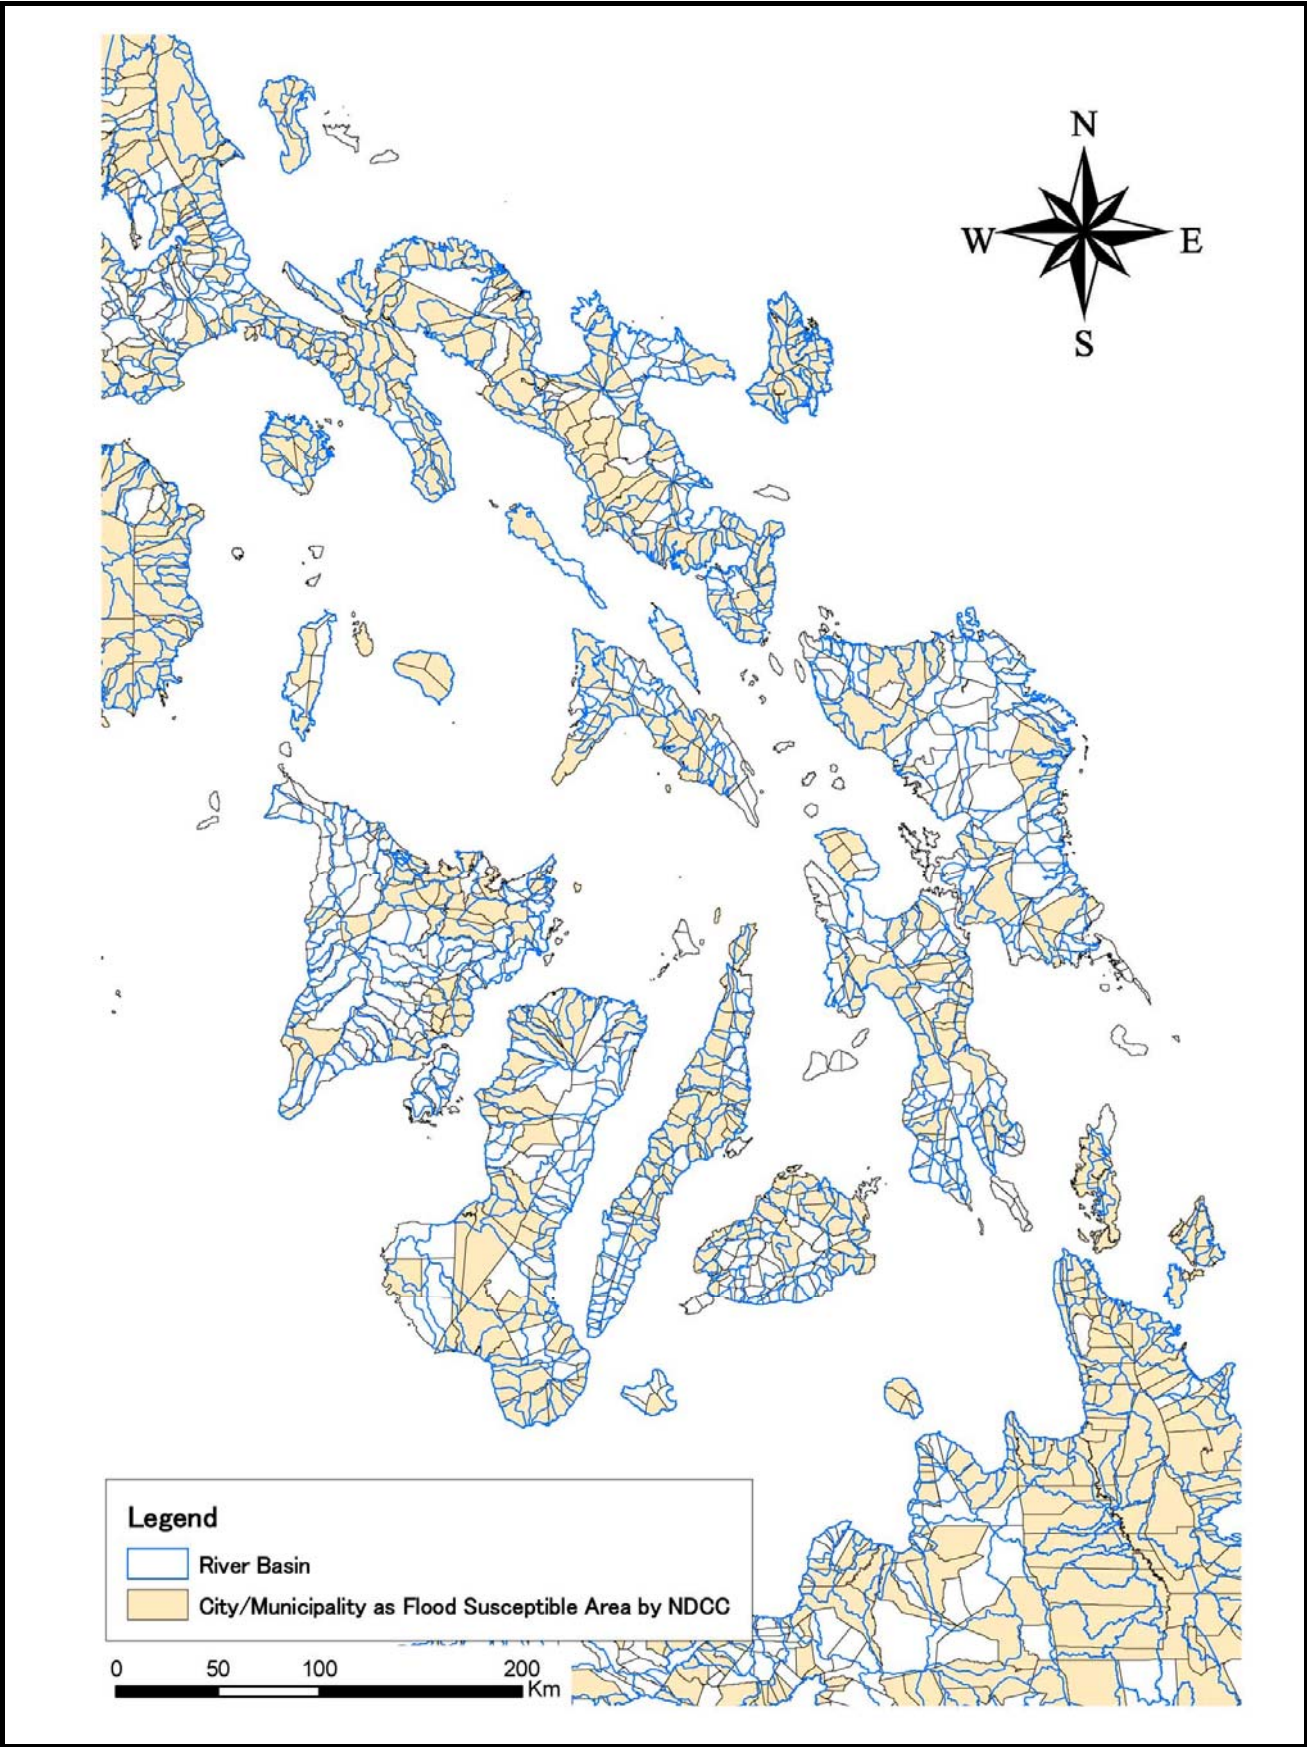 N
W E
S
Legend
River Basin
City/Municipality as Flood Susceptible Area by NDCC
0 50 100 200
Km